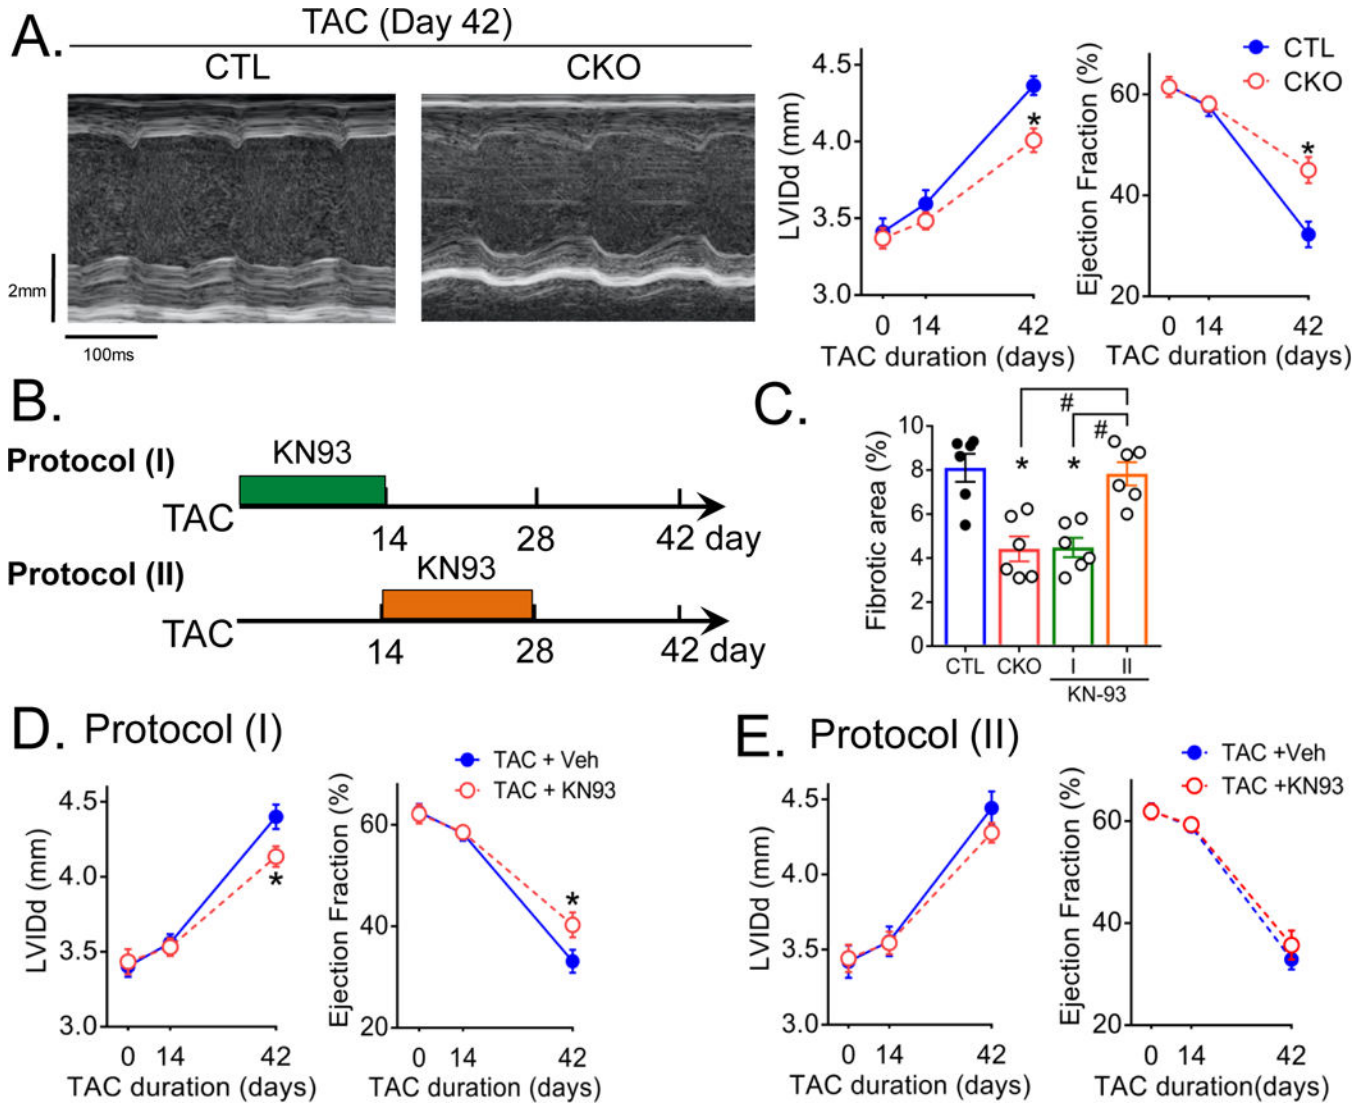 A.
TAC (Day 42)
CTL
CKO
2mm
100ms
LVIDd (mm)
4.5
4.0
3.5
3.0
0 14 42
TAC duration (days)
Ejection Fraction (%)
60
40
20
0 14 42
TAC duration (days)
CTL
CKO
*
*
B.
Protocol (I)
KN93
TAC
14 28 42 day
Protocol (II)
KN93
TAC
14 28 42 day
C.
Fibrotic area (%)
10
8
6
4
2
0
#
#
* *
CTL CKO I II
KN-93
D. Protocol (I)
TAC + Veh
TAC + KN93
LVIDd (mm)
4.5
4.0
3.5
3.0
*
0 14 42
TAC duration (days)
Ejection Fraction (%)
60
40
20
*
0 14 42
TAC duration (days)
E. Protocol (II)
TAC +Veh
TAC +KN93
LVIDd (mm)
4.5
4.0
3.5
3.0
0 14 42
TAC duration (days)
Ejection Fraction (%)
60
40
20
0 14 42
TAC duration(days)